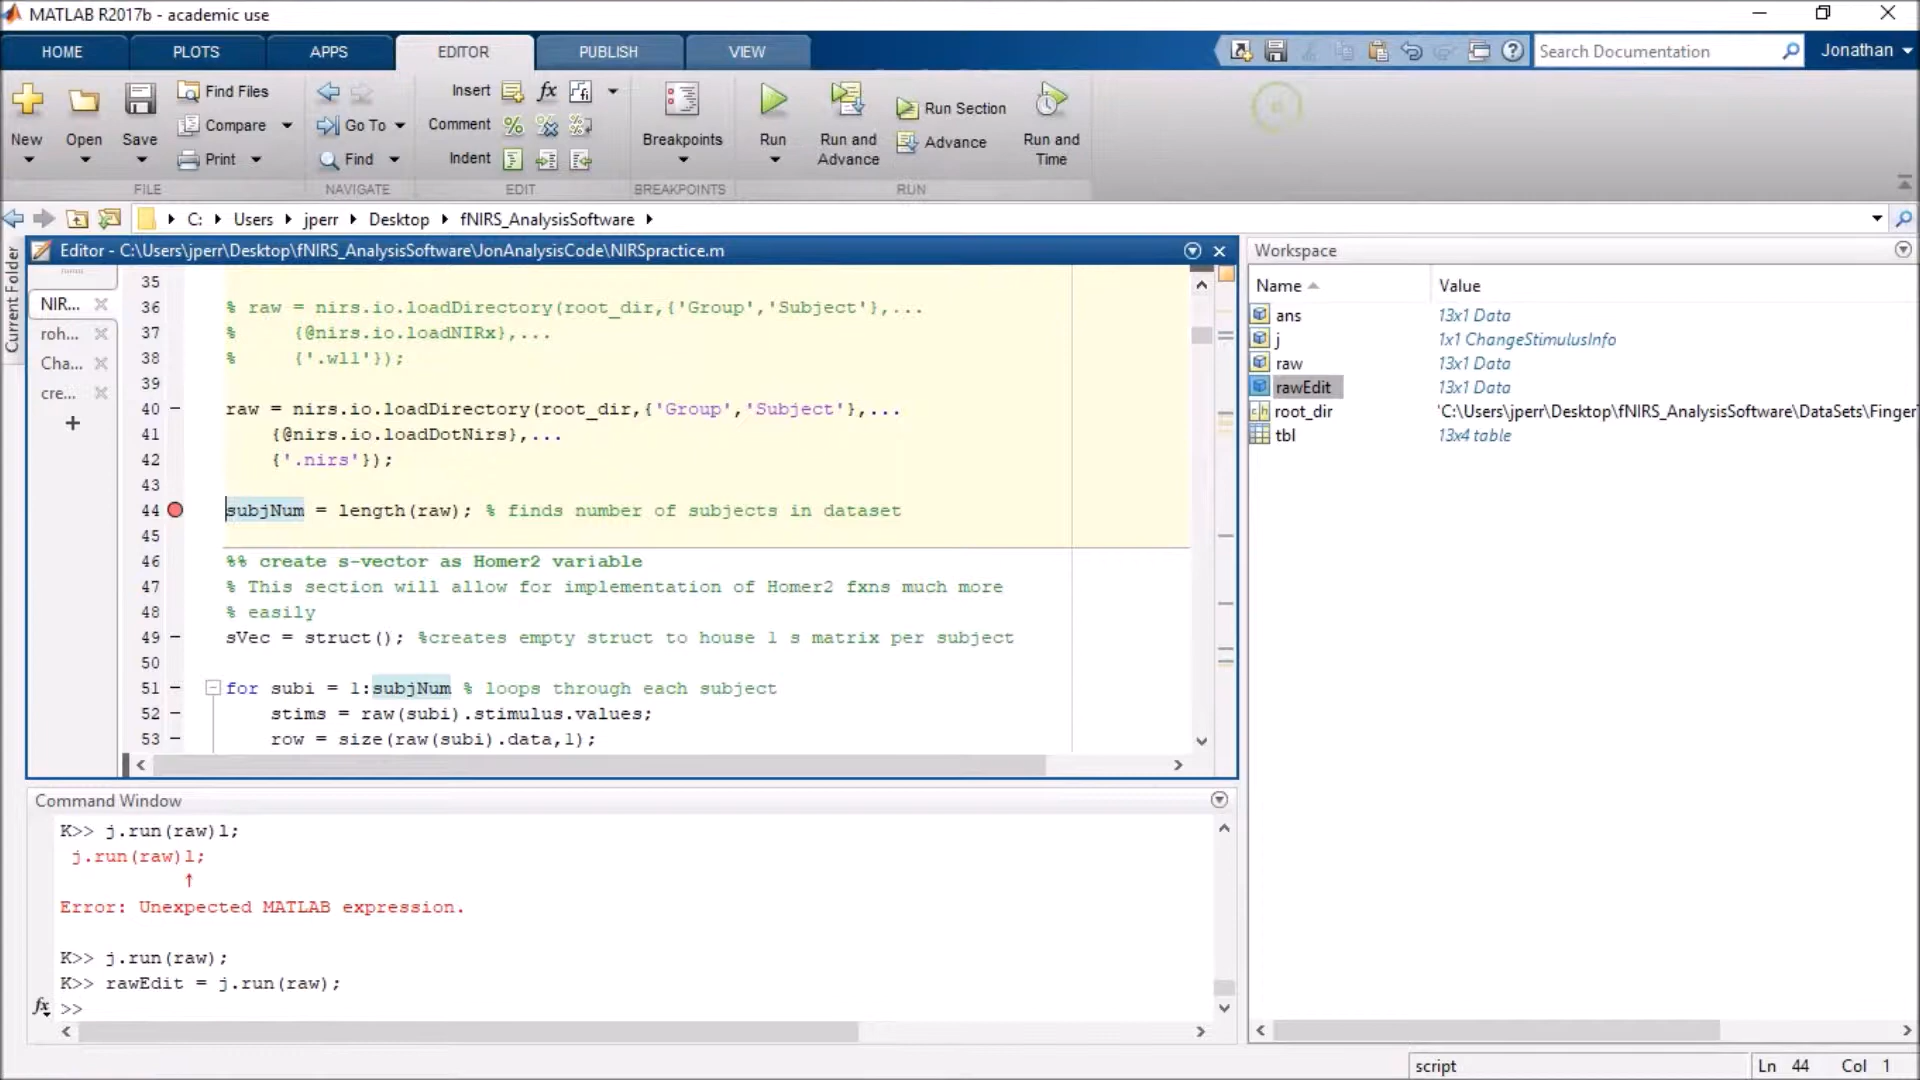 MATLAB R2017b - academic use
HOME PLOTS APPS EDITOR PUBLISH VIEW
Search Documentation
Jonathan
New
Open
Save
Find Files
Compare
Print
FILE
Go To
Find
NAVIGATE
Insert
Comment
Indent
EDIT
Breakpoints
BREAKPOINTS
Run
Run and Advance
Run Section
Advance
Run and Time
RUN
C: Users jperr Desktop fNIRS_AnalysisSoftware
Current Folder
Editor - C:\Users\jperr\Desktop\fNIRS_AnalysisSoftware\JonAnalysisCode\NIRSpractice.m
NIR...
roh...
Cha...
cre...
35
36 % raw = nirs.io.loadDirectory(root_dir,{'Group','Subject'},...
37 %     {@nirs.io.loadNIRx},...
38 %     {'.wl1'});
39
40 raw = nirs.io.loadDirectory(root_dir,{'Group','Subject'},...
41     {@nirs.io.loadDotNirs},...
42     {'.nirs'});
43
44 subjNum = length(raw); % finds number of subjects in dataset
45
46 %% create s-vector as Homer2 variable
47 % This section will allow for implementation of Homer2 fxns much more
48 % easily
49 sVec = struct(); %creates empty struct to house 1 s matrix per subject
50
51 for subi = 1:subjNum % loops through each subject
52     stims = raw(subi).stimulus.values;
53     row = size(raw(subi).data,1);
Command Window
K>> j.run(raw)l;
j.run(raw)l;
↑
Error: Unexpected MATLAB expression.
K>> j.run(raw);
K>> rawEdit = j.run(raw);
fx >>
Workspace
Name Value
ans 13x1 Data
j 1x1 ChangeStimulusInfo
raw 13x1 Data
rawEdit 13x1 Data
root_dir 'C:\Users\jperr\Desktop\fNIRS_AnalysisSoftware\DataSets\Finger
tbl 13x4 table
script
Ln 44 Col 1